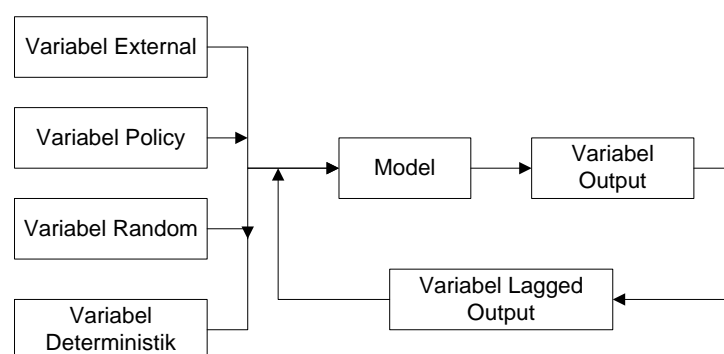 Variabel External
Variabel Policy
Variabel Random
Variabel
Deterministik
Model
Variabel
Output
Variabel Lagged
Output